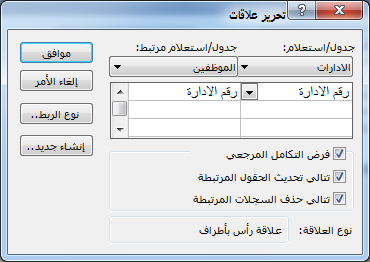 تحرير علاقات
جدول/استعلام: جدول/استعلام مرتبط:
الادارات الموظفين
رقم الادارة رقم الادارة
موافق
إلغاء الأمر
نوع الربط..
إنشاء جديد..
فرض التكامل المرجعي
تتالي تحديث الحقول المرتبطة
تتالي حذف السجلات المرتبطة
نوع العلاقة: علاقة رأس بأطراف